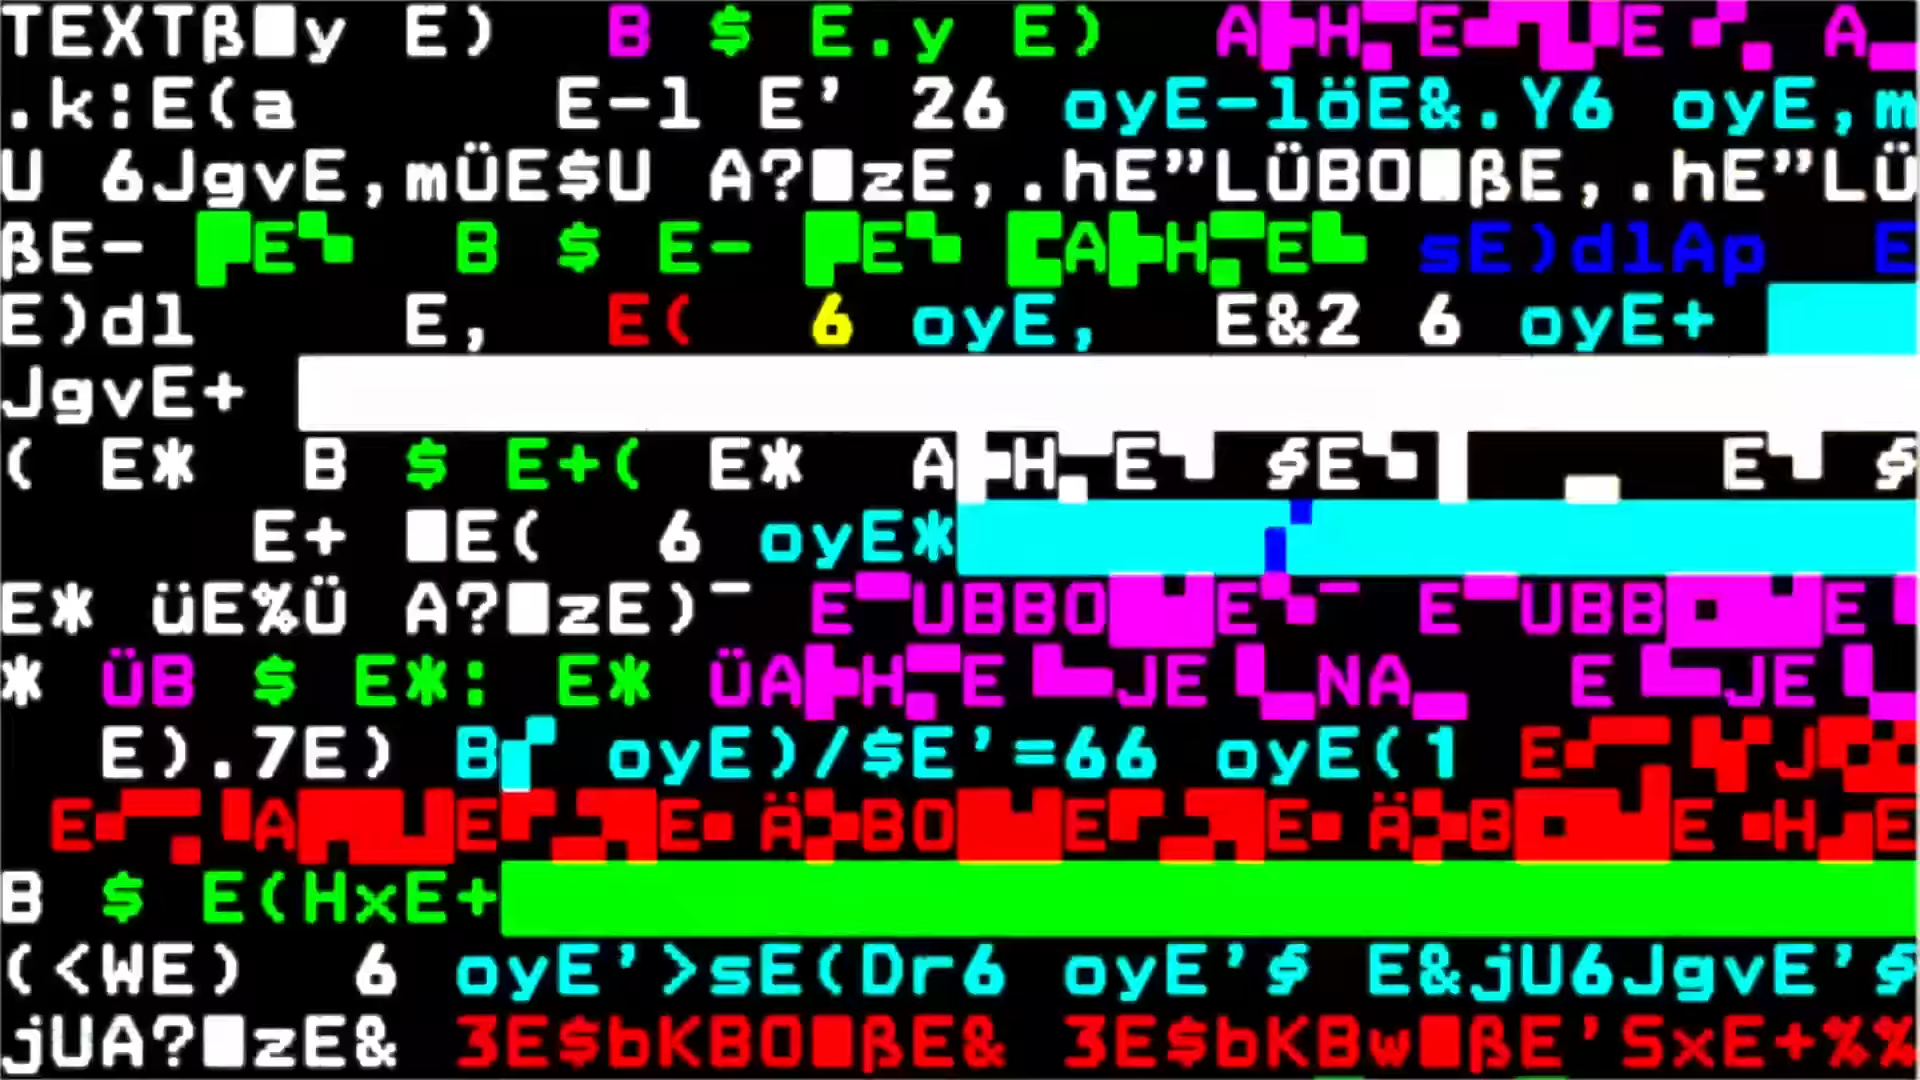 TEXTß■y E) B $ E.y E) A H E E A
.k:E(a E-l E’ 26 oyE-löE&.Y6 oyE,m
U 6JgvE,mÜE$U A?■zE,.hE”LÜBO■ßE,.hE”LÜ
ßE- E B $ E- E A H E sE)dlAp E
E)dl E, E( 6 oyE, E&2 6 oyE+
JgvE+
( E* B $ E+( E* A H E $E E $
E+ ■E( 6 oyE*
E* üE%Ü A?■zE)¯ E UBBO E ¯ E UBB E
* ÜB $ E*: E* ÜA H E JE NA E JE
E).7E) B oyE)/$E’=66 oyE(1 E J
E A E E Ä BO E E Ä B E H E
B $ E(HxE+
(<WE) 6 oyE’>sE(Dr6 oyE’$ E&jU6JgvE’$
jUA?■zE& 3E$bKBO■ßE& 3E$bKBw■ßE’SxE+%%